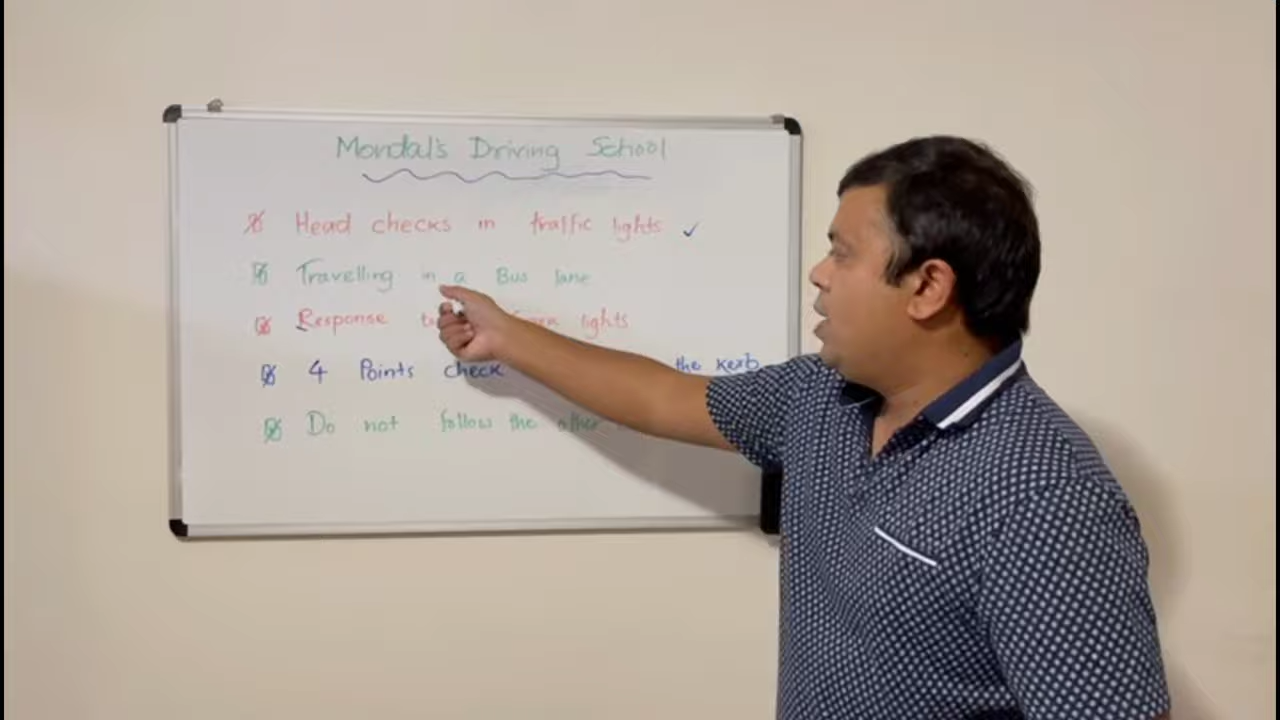 Mondal's Driving School
Head checks in traffic lights ✓
Travelling in a Bus lane
Response lights
4 Points check the kerb
Do not follow the other